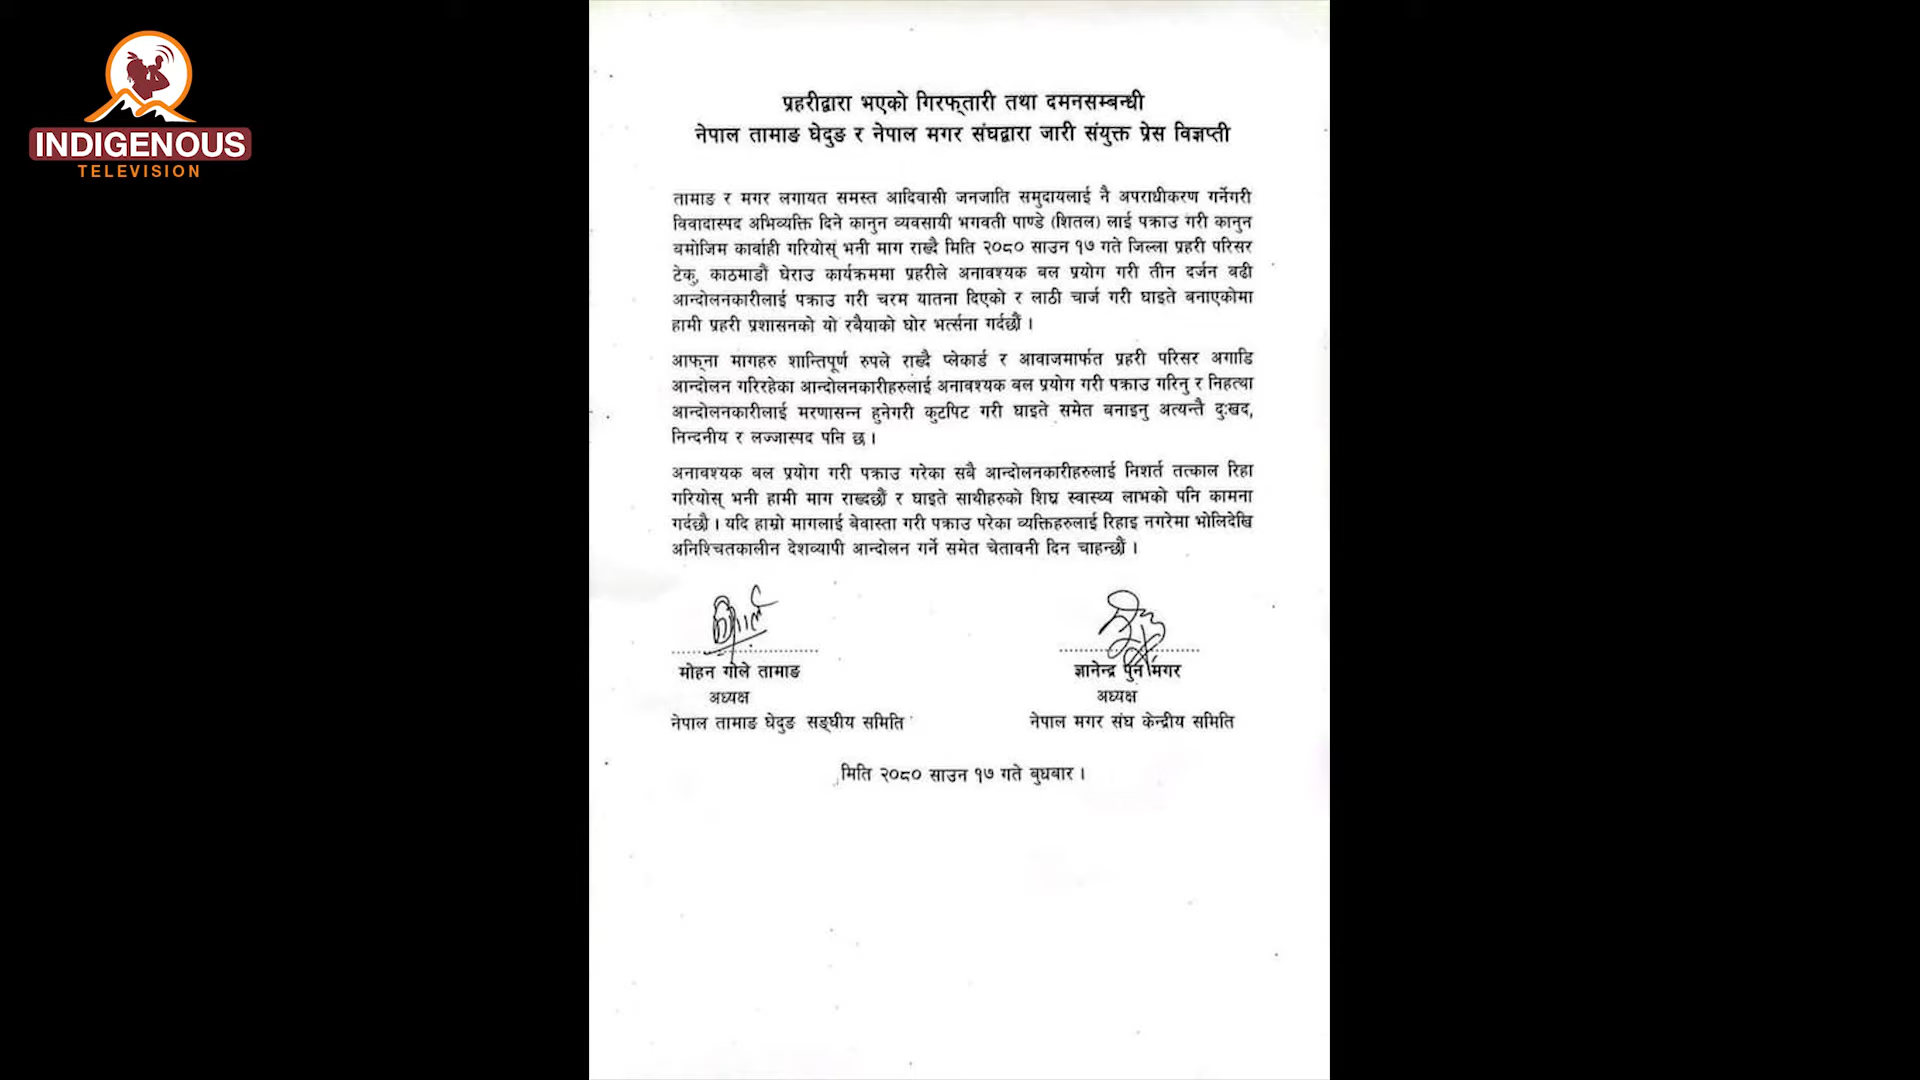 INDIGENOUS
TELEVISION
प्रहरीद्वारा भएको गिरफ्तारी तथा दमनसम्बन्धी
नेपाल तामाङ घेदुङ र नेपाल मगर संघद्वारा जारी संयुक्त प्रेस विज्ञप्ती
तामाङ र मगर लगायत समस्त आदिवासी जनजाति समुदायलाई नै अपराधीकरण गर्नेगरी
विवादास्पद अभिव्यक्ति दिने कानुन व्यवसायी भगवती पाण्डे (शितल) लाई पक्राउ गरी कानुन
बमोजिम कार्वाही गरियोस् भनी माग राख्दै मिति २०८० साउन १७ गते जिल्ला प्रहरी परिसर
टेकु, काठमाडौं घेराउ कार्यक्रममा प्रहरीले अनावश्यक बल प्रयोग गरी तीन दर्जन बढी
आन्दोलनकारीलाई पक्राउ गरी चरम यातना दिएको र लाठी चार्ज गरी घाइते बनाएकोमा
हामी प्रहरी प्रशासनको यो रबैयाको घोर भर्त्सना गर्दछौं ।
आफ्ना मागहरु शान्तिपूर्ण रुपले राख्दै प्लेकार्ड र आवाजमार्फत प्रहरी परिसर अगाडि
आन्दोलन गरिरहेका आन्दोलनकारीहरुलाई अनावश्यक बल प्रयोग गरी पक्राउ गरिनु र निहत्था
आन्दोलनकारीलाई मरणासन्न हुनेगरी कुटपिट गरी घाइते समेत बनाइनु अत्यन्तै दुःखद,
निन्दनीय र लज्जास्पद पनि छ ।
अनावश्यक बल प्रयोग गरी पक्राउ गरेका सबै आन्दोलनकारीहरुलाई निशर्त तत्काल रिहा
गरियोस् भनी हामी माग राख्दछौं र घाइते साथीहरुको शिघ्र स्वास्थ्य लाभको पनि कामना
गर्दछौ । यदि हाम्रो मागलाई बेवास्ता गरी पक्राउ परेका व्यक्तिहरुलाई रिहाइ नगरेमा भोलिदेखि
अनिश्चितकालीन देशव्यापी आन्दोलन गर्ने समेत चेतावनी दिन चाहन्छौं ।
मोहन गोले तामाङ
अध्यक्ष
नेपाल तामाङ घेदुङ सङ्घीय समिति
ज्ञानेन्द्र पुन मगर
अध्यक्ष
नेपाल मगर संघ केन्द्रीय समिति
मिति २०८० साउन १७ गते बुधबार ।